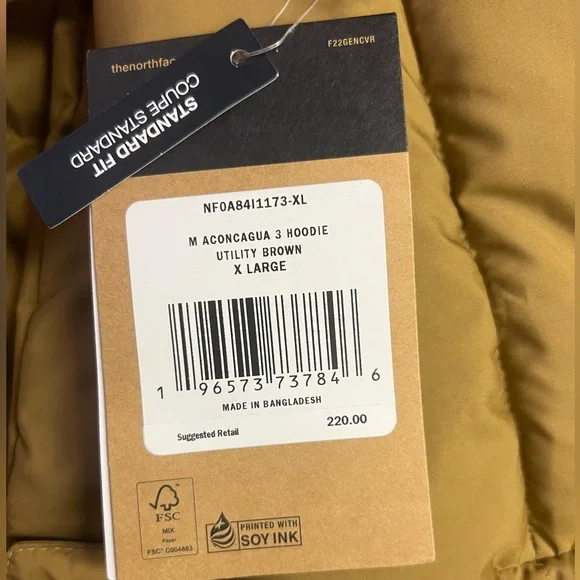 thenorthfac
F22GENCVR
STANDARD FIT
COUPE STANDARD
NF0A84I1173-XL
M ACONCAGUA 3 HOODIE
UTILITY BROWN
X LARGE
1 96573 73784 6
MADE IN BANGLADESH
Suggested Retail 220.00
FSC
MIX
Paper
FSC® C004883
PRINTED WITH
SOY INK